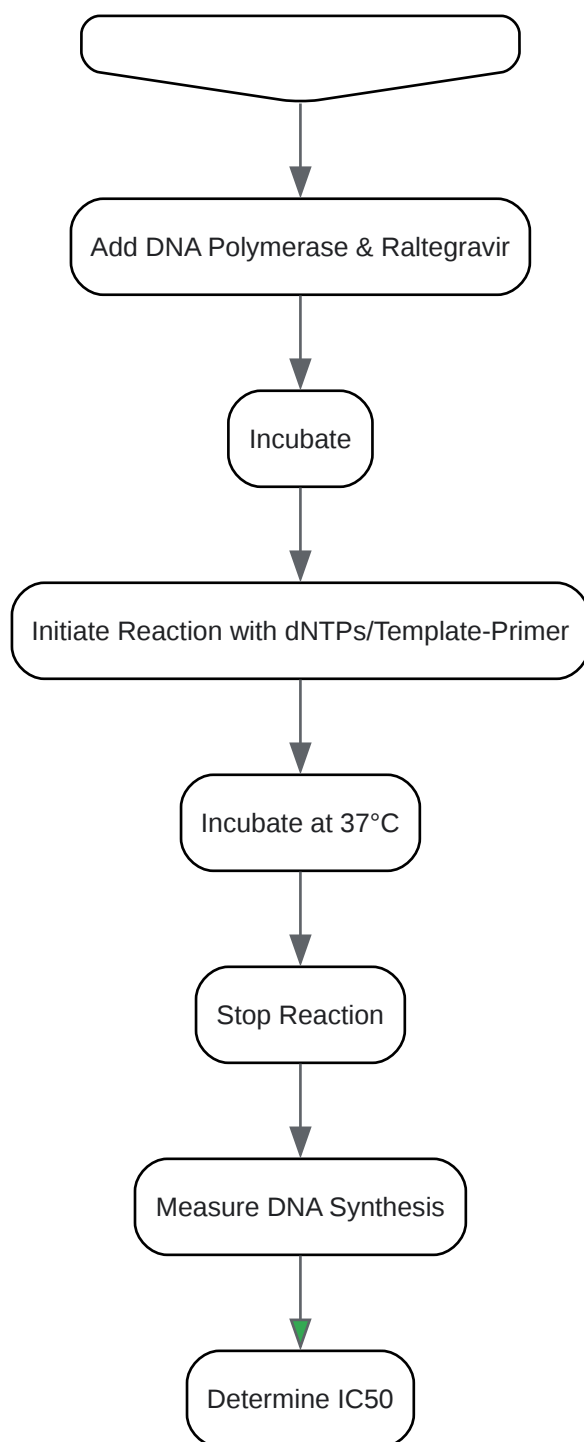 Add DNA Polymerase & Raltegravir
Incubate
Initiate Reaction with dNTPs/Template-Primer
Incubate at 37°C
Stop Reaction
Measure DNA Synthesis
Determine IC50